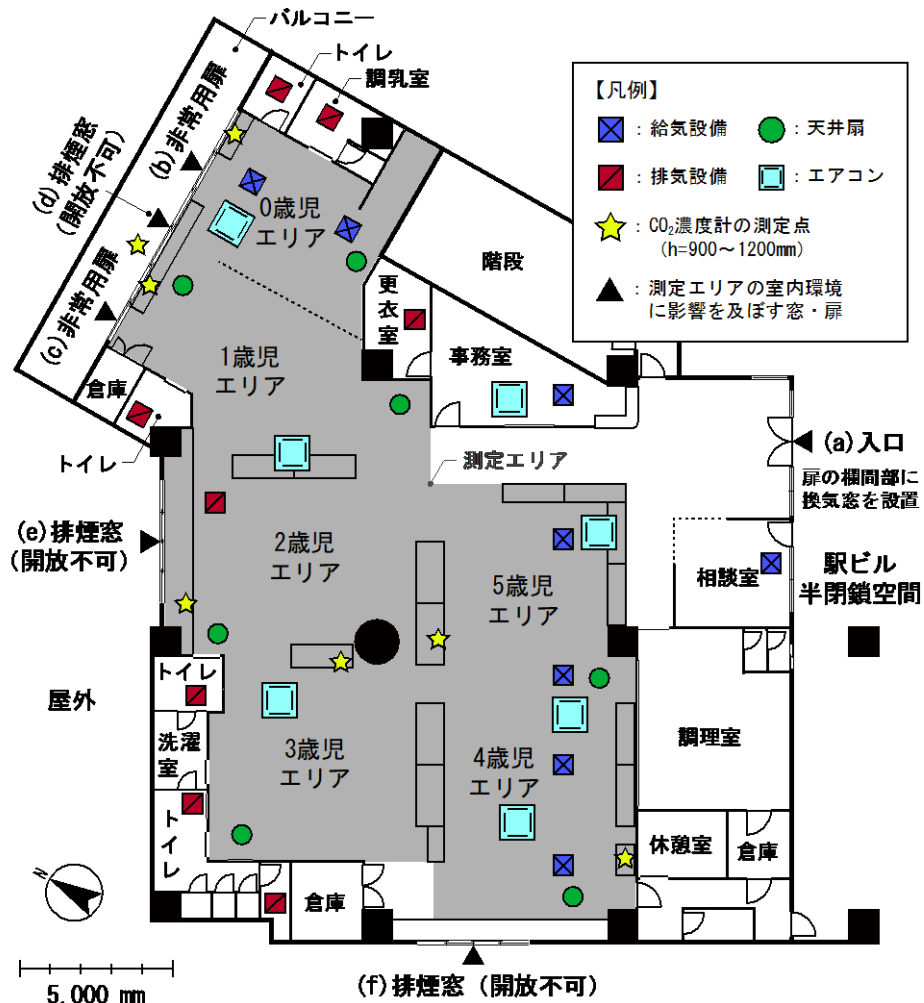 バルコニー
トイレ
調乳室
(b)非常用扉
(d)排煙窓
(開放不可)
(c)非常用扉
0歳児
エリア
階段
更衣室
事務室
1歳児
エリア
倉庫
トイレ
測定エリア
【凡例】
：給気設備
：天井扇
：排気設備
：エアコン
：CO₂濃度計の測定点
(h=900～1200mm)
：測定エリアの室内環境
に影響を及ぼす窓・扉
(a)入口
扉の欄間部に
換気窓を設置
(e)排煙窓
(開放不可)
2歳児
エリア
5歳児
エリア
相談室
駅ビル
半閉鎖空間
屋外
トイレ
洗濯
室
3歳児
エリア
4歳児
エリア
調理室
トイレ
休憩室
倉庫
倉庫
N
5,000 mm
(f)排煙窓（開放不可）